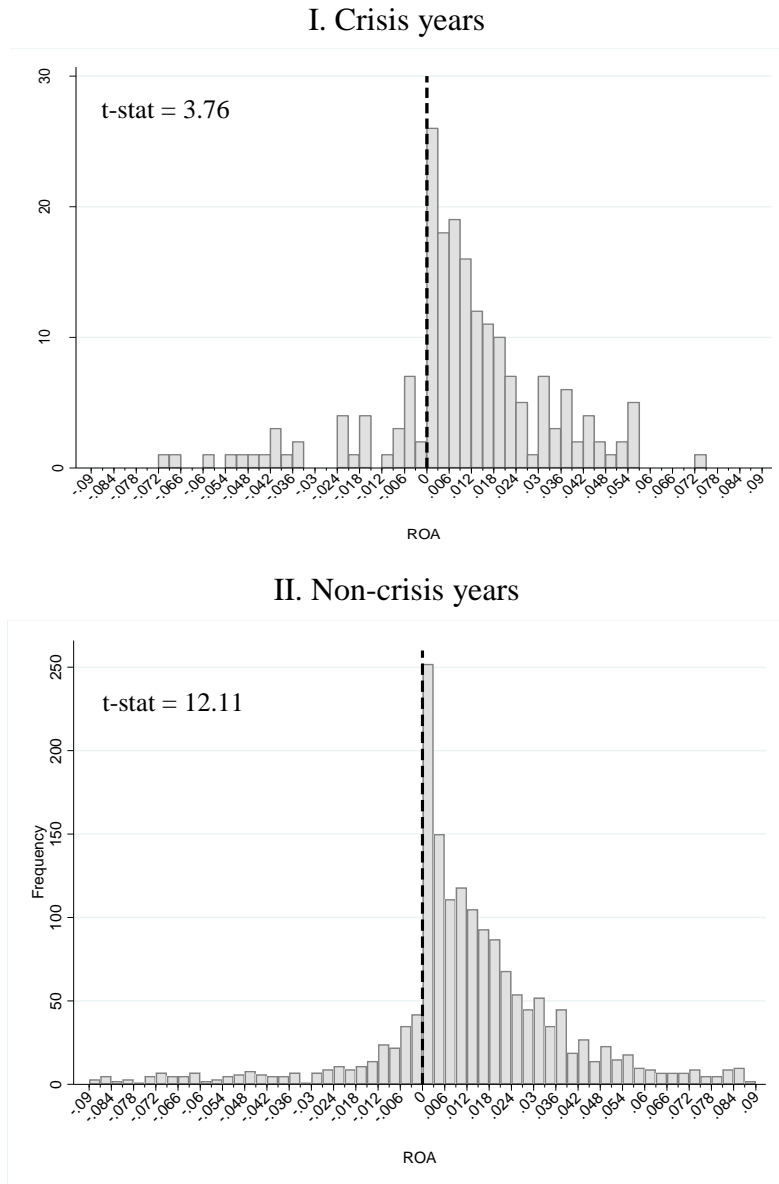 I. Crisis years
t-stat = 3.76
30
20
10
0
-.09 -.084 -.078 -.072 -.066 -.06 -.054 -.048 -.042 -.036 -.03 -.024 -.018 -.012 -.006 0 .006 .012 .018 .024 .03 .036 .042 .048 .054 .06 .066 .072 .078 .084 .09
ROA
II. Non-crisis years
t-stat = 12.11
Frequency
250
200
150
100
50
0
-.09 -.084 -.078 -.072 -.066 -.06 -.054 -.048 -.042 -.036 -.03 -.024 -.018 -.012 -.006 0 .006 .012 .018 .024 .03 .036 .042 .048 .054 .06 .066 .072 .078 .084 .09
ROA